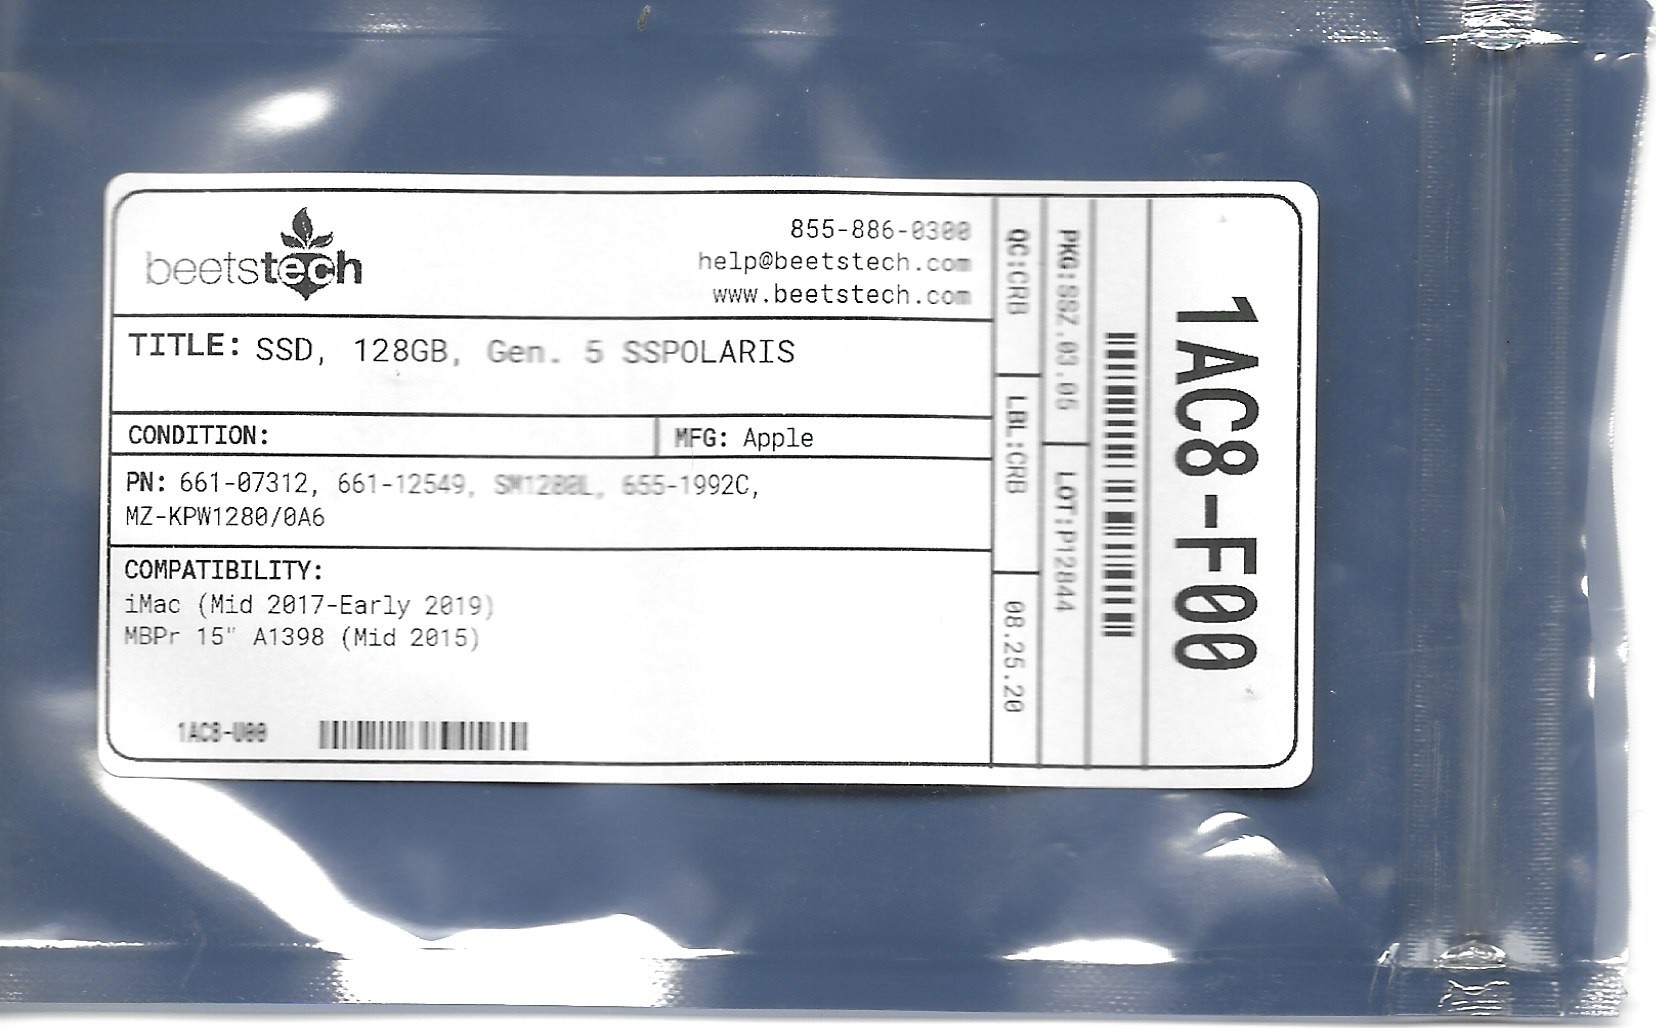 beetstech
855-886-0300
help@beetstech.com
www.beetstech.com
TITLE: SSD, 128GB, Gen. 5 SSPOLARIS
CONDITION:
MFG: Apple
PN: 661-07312, 661-12549, SM1280L, 655-1992C,
MZ-KPW1280/0A6
COMPATIBILITY:
iMac (Mid 2017-Early 2019)
MBPr 15" A1398 (Mid 2015)
1AC8-U00
QC:CRB
LBL:CRB
08.25.20
PKG:SSZ.03.05
LOT:P12844
1AC8-F00